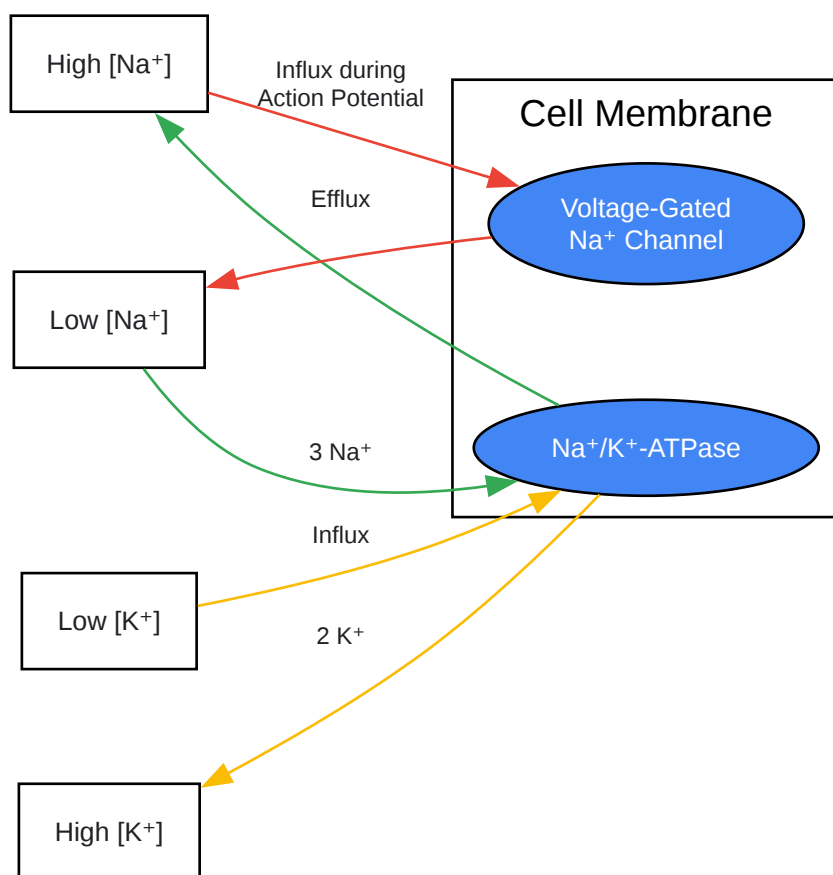 High [Na⁺]
Influx during
Action Potential
Cell Membrane
Efflux
Voltage-Gated
Na⁺ Channel
Low [Na⁺]
3 Na⁺
Na⁺/K⁺-ATPase
Influx
Low [K⁺]
2 K⁺
High [K⁺]